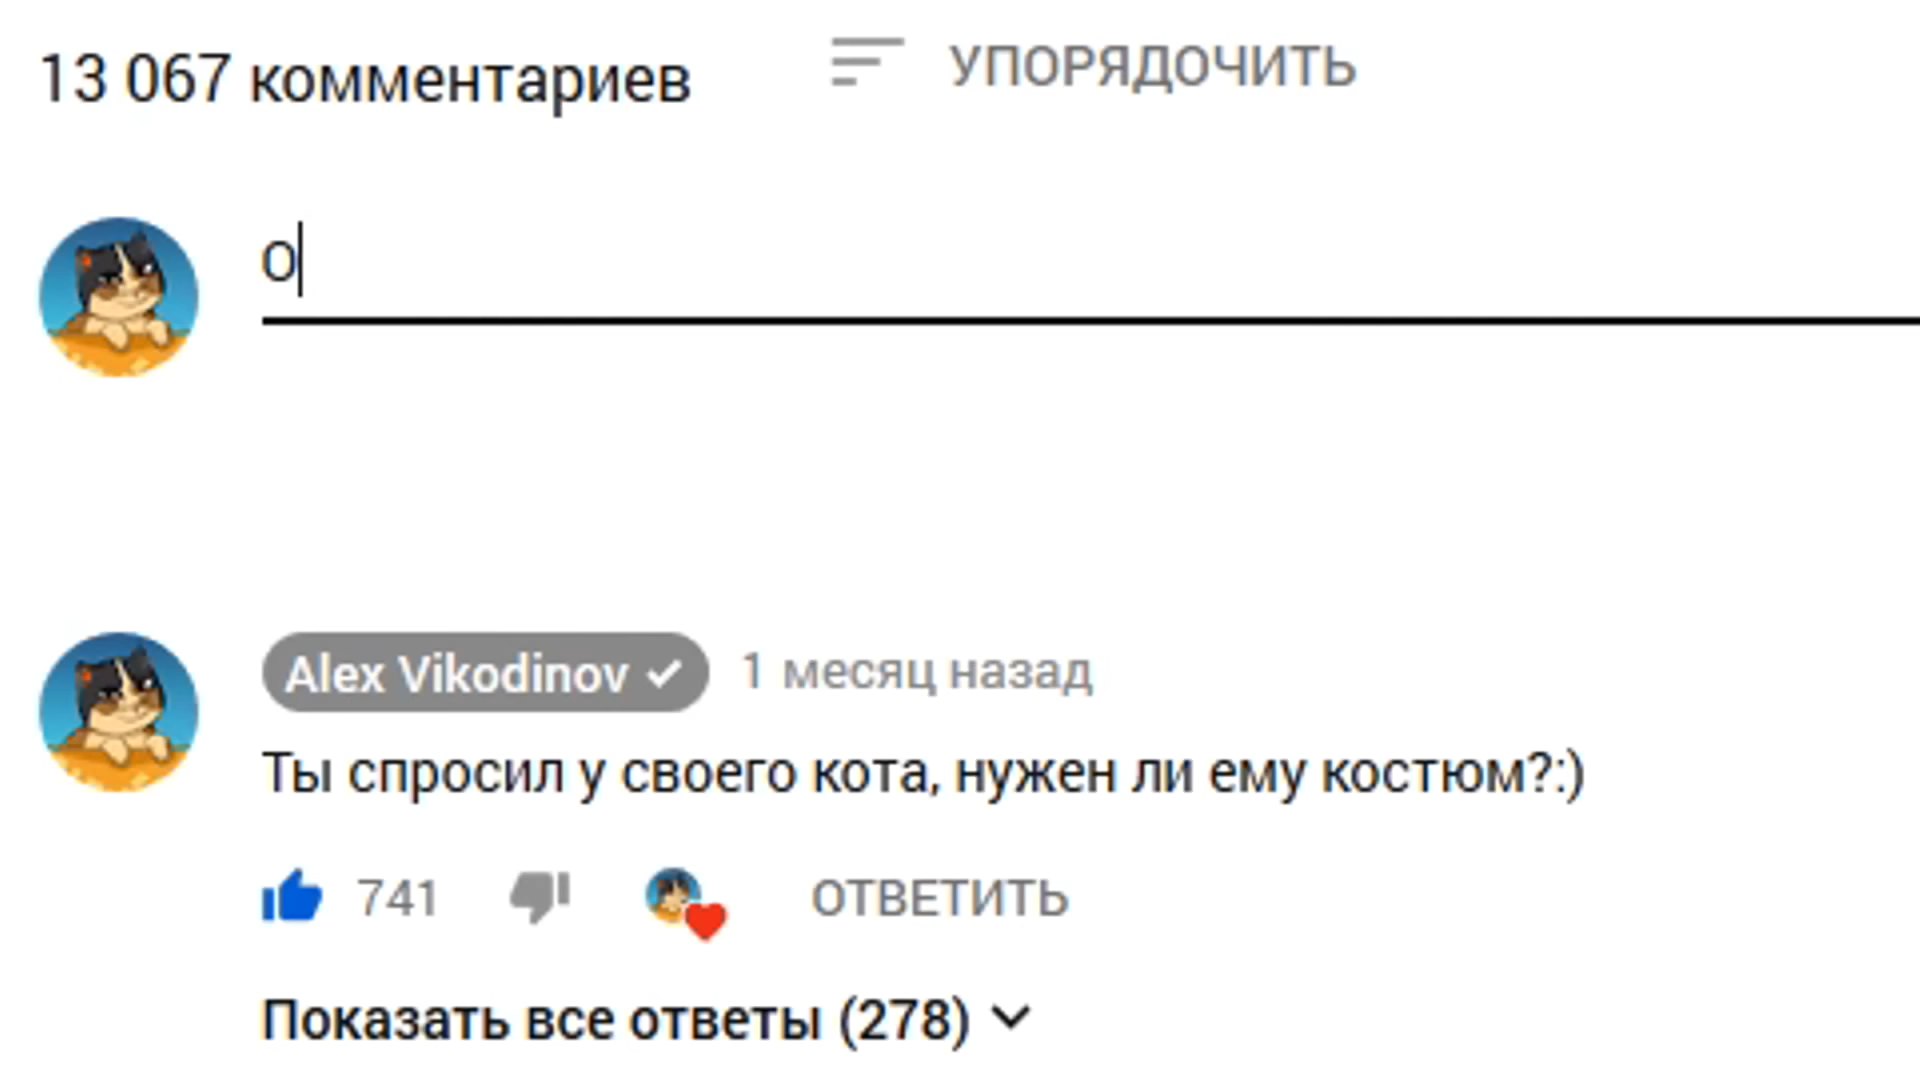 13 067 комментариев
УПОРЯДОЧИТЬ
О
Alex Vikodinov
1 месяц назад
Ты спросил у своего кота, нужен ли ему костюм?:)
741
ОТВЕТИТЬ
Показать все ответы (278)